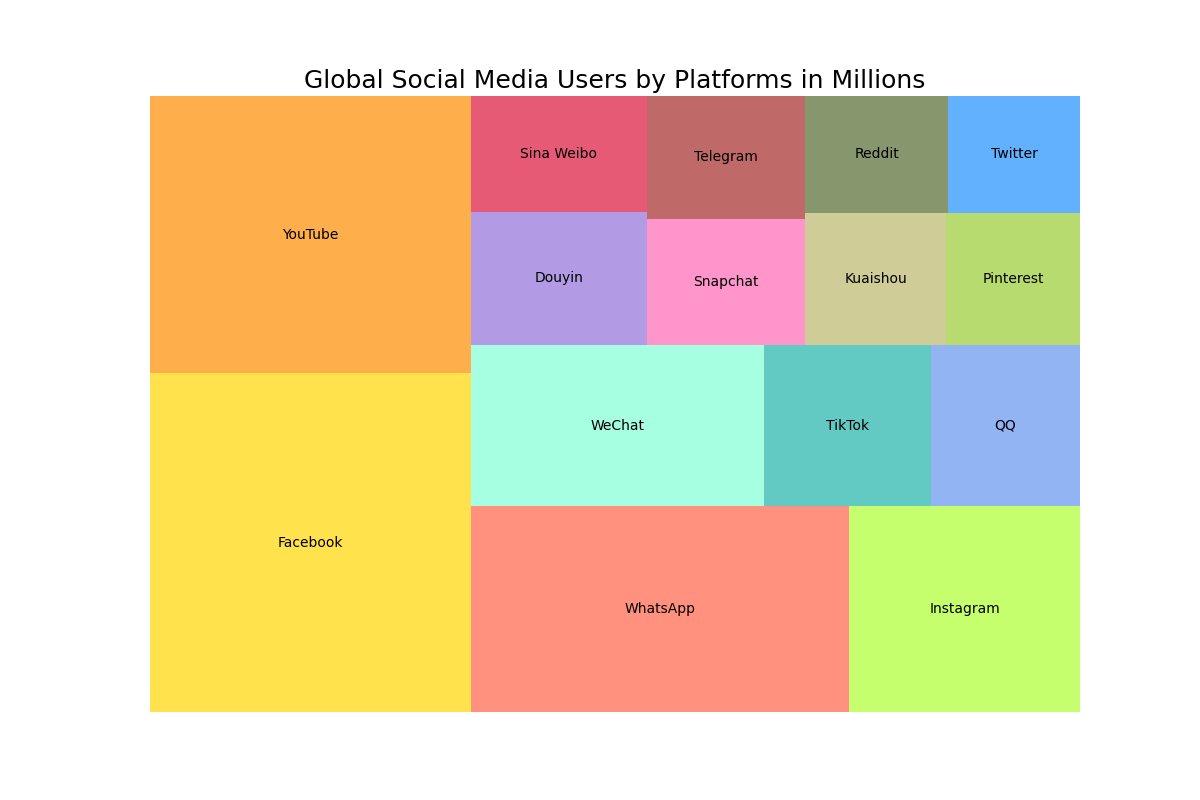 Global Social Media Users by Platforms in Millions
Sina Weibo
Telegram
Reddit
Twitter
YouTube
Douyin
Snapchat
Kuaishou
Pinterest
WeChat
TikTok
QQ
Facebook
WhatsApp
Instagram